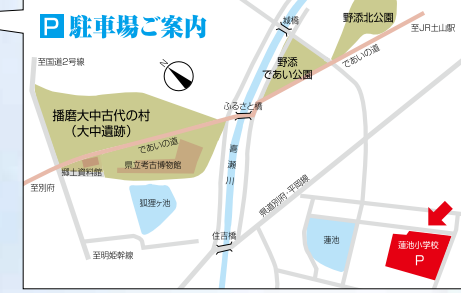 P 駐車場ご案内
城橋
野添北公園
至JR土山駅
至国道2号線
N
野添
であい公園
であいの道
ふるさと橋
播磨大中古代の村
(大中遺跡)
であいの道
喜瀬川
郷土資料館
県立考古博物館
至別府
狐狸ヶ池
県道別府・平岡線
住吉橋
蓮池
蓮池小学校
P
至明姫幹線